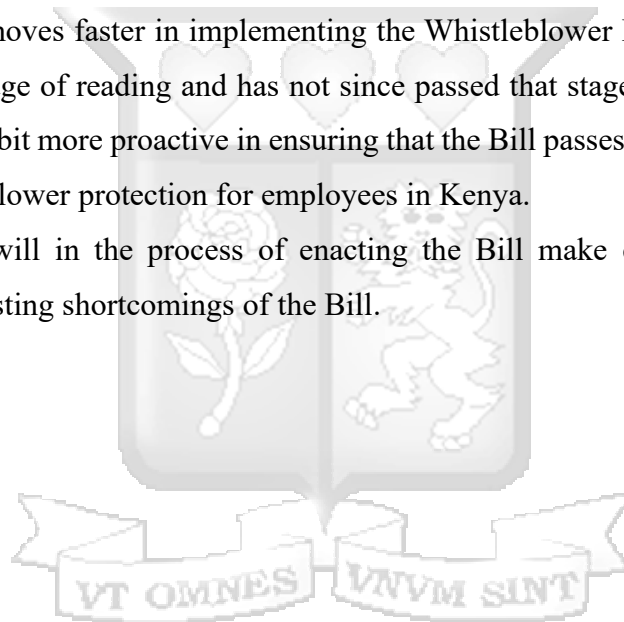 moves faster in implementing the Whistleblower
ge of reading and has not since passed that stage
bit more proactive in ensuring that the Bill passes
lower protection for employees in Kenya.
will in the process of enacting the Bill make
sting shortcomings of the Bill.
VT OMNES VNVM SINT